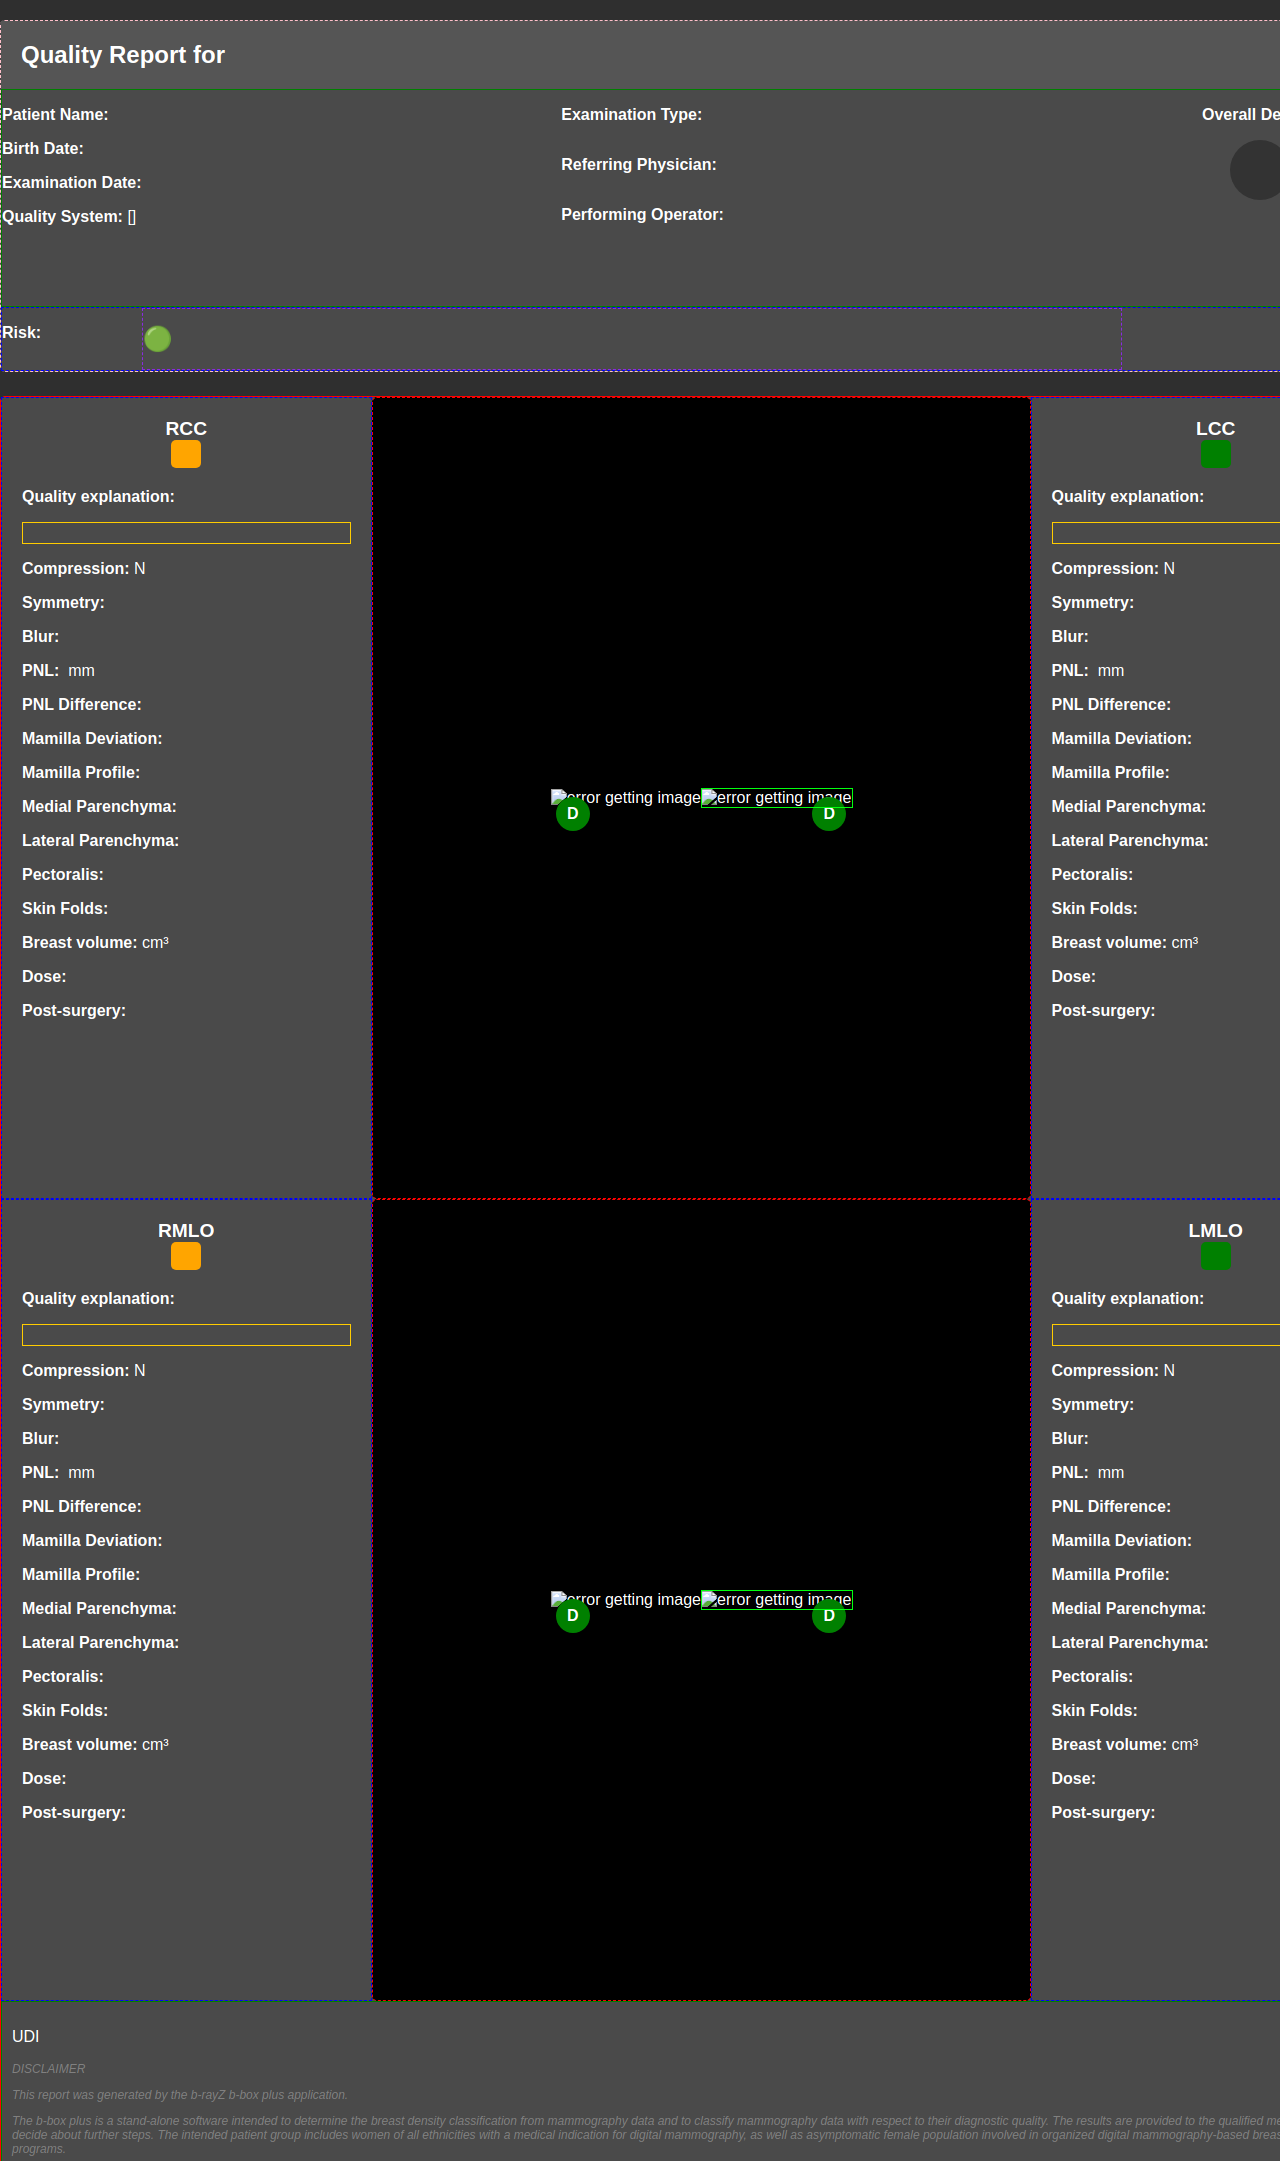 Quality Report for
Patient Name:
Birth Date:
Examination Date:
Quality System: []
Examination Type:
Referring Physician:
Performing Operator:
Overall De
Risk:
RCC
Quality explanation:
Compression: N
Symmetry:
Blur:
PNL: mm
PNL Difference:
Mamilla Deviation:
Mamilla Profile:
Medial Parenchyma:
Lateral Parenchyma:
Pectoralis:
Skin Folds:
Breast volume: cm³
Dose:
Post-surgery:
error getting image error getting image
D D
LCC
Quality explanation:
Compression: N
Symmetry:
Blur:
PNL: mm
PNL Difference:
Mamilla Deviation:
Mamilla Profile:
Medial Parenchyma:
Lateral Parenchyma:
Pectoralis:
Skin Folds:
Breast volume: cm³
Dose:
Post-surgery:
RMLO
Quality explanation:
Compression: N
Symmetry:
Blur:
PNL: mm
PNL Difference:
Mamilla Deviation:
Mamilla Profile:
Medial Parenchyma:
Lateral Parenchyma:
Pectoralis:
Skin Folds:
Breast volume: cm³
Dose:
Post-surgery:
error getting image error getting image
D D
LMLO
Quality explanation:
Compression: N
Symmetry:
Blur:
PNL: mm
PNL Difference:
Mamilla Deviation:
Mamilla Profile:
Medial Parenchyma:
Lateral Parenchyma:
Pectoralis:
Skin Folds:
Breast volume: cm³
Dose:
Post-surgery:
UDI
DISCLAIMER
This report was generated by the b-rayZ b-box plus application.
The b-box plus is a stand-alone software intended to determine the breast density classification from mammography data and to classify mammography data with respect to their diagnostic quality. The results are provided to the qualified me
decide about further steps. The intended patient group includes women of all ethnicities with a medical indication for digital mammography, as well as asymptomatic female population involved in organized digital mammography-based breas
programs.